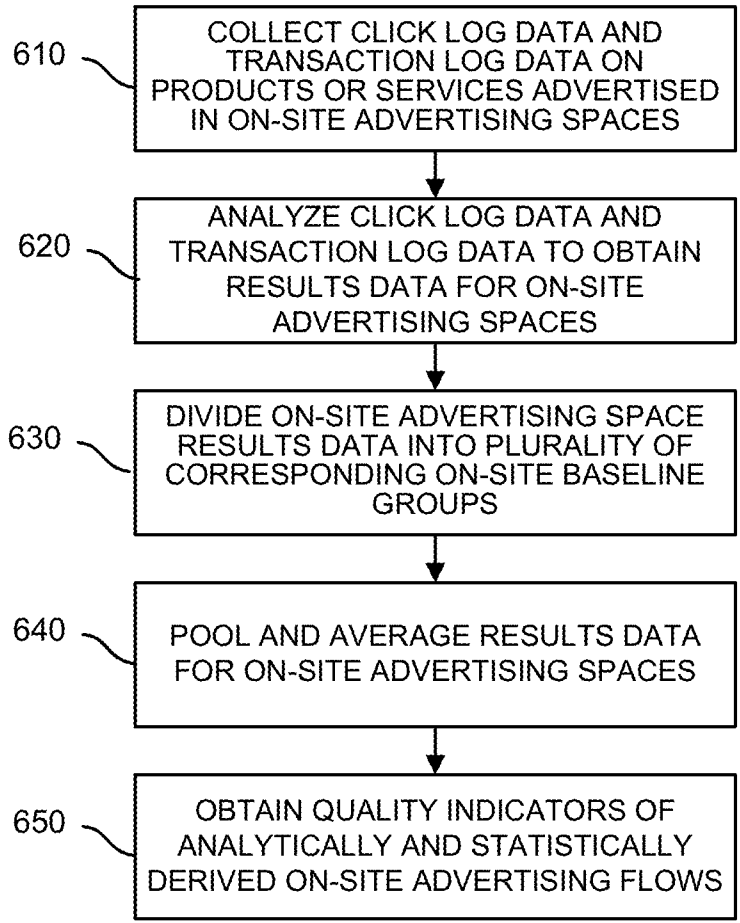 610
COLLECT CLICK LOG DATA AND
TRANSACTION LOG DATA ON
PRODUCTS OR SERVICES ADVERTISED
IN ON-SITE ADVERTISING SPACES
620
ANALYZE CLICK LOG DATA AND
TRANSACTION LOG DATA TO OBTAIN
RESULTS DATA FOR ON-SITE
ADVERTISING SPACES
630
DIVIDE ON-SITE ADVERTISING SPACE
RESULTS DATA INTO PLURALITY OF
CORRESPONDING ON-SITE BASELINE
GROUPS
640
POOL AND AVERAGE RESULTS DATA
FOR ON-SITE ADVERTISING SPACES
650
OBTAIN QUALITY INDICATORS OF
ANALYTICALLY AND STATISTICALLY
DERIVED ON-SITE ADVERTISING FLOWS